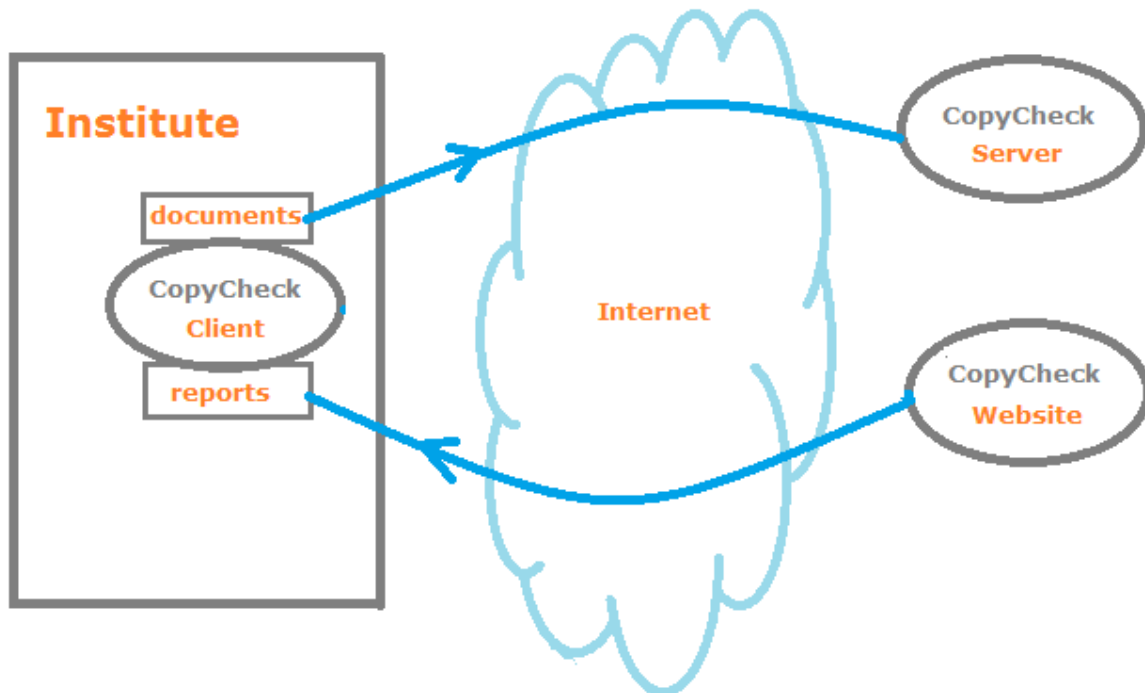 Institute
documents
CopyCheck
Client
reports
Internet
CopyCheck
Server
CopyCheck
Website